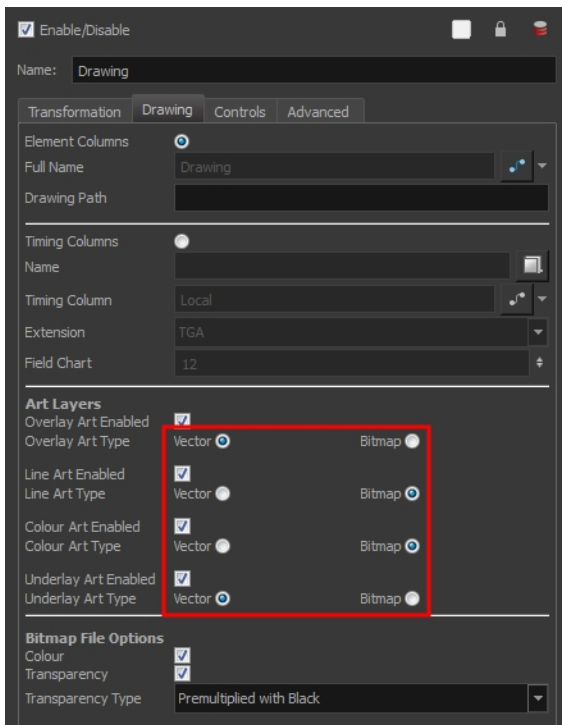 Enable/Disable
Name: Drawing
Transformation Drawing Controls Advanced
Element Columns
Full Name Drawing
Drawing Path
Timing Columns
Name
Timing Column Local
Extension TGA
Field Chart 12
Art Layers
Overlay Art Enabled
Overlay Art Type Vector Bitmap
Line Art Enabled
Line Art Type Vector Bitmap
Colour Art Enabled
Colour Art Type Vector Bitmap
Underlay Art Enabled
Underlay Art Type Vector Bitmap
Bitmap File Options
Colour
Transparency
Transparency Type Premultiplied with Black